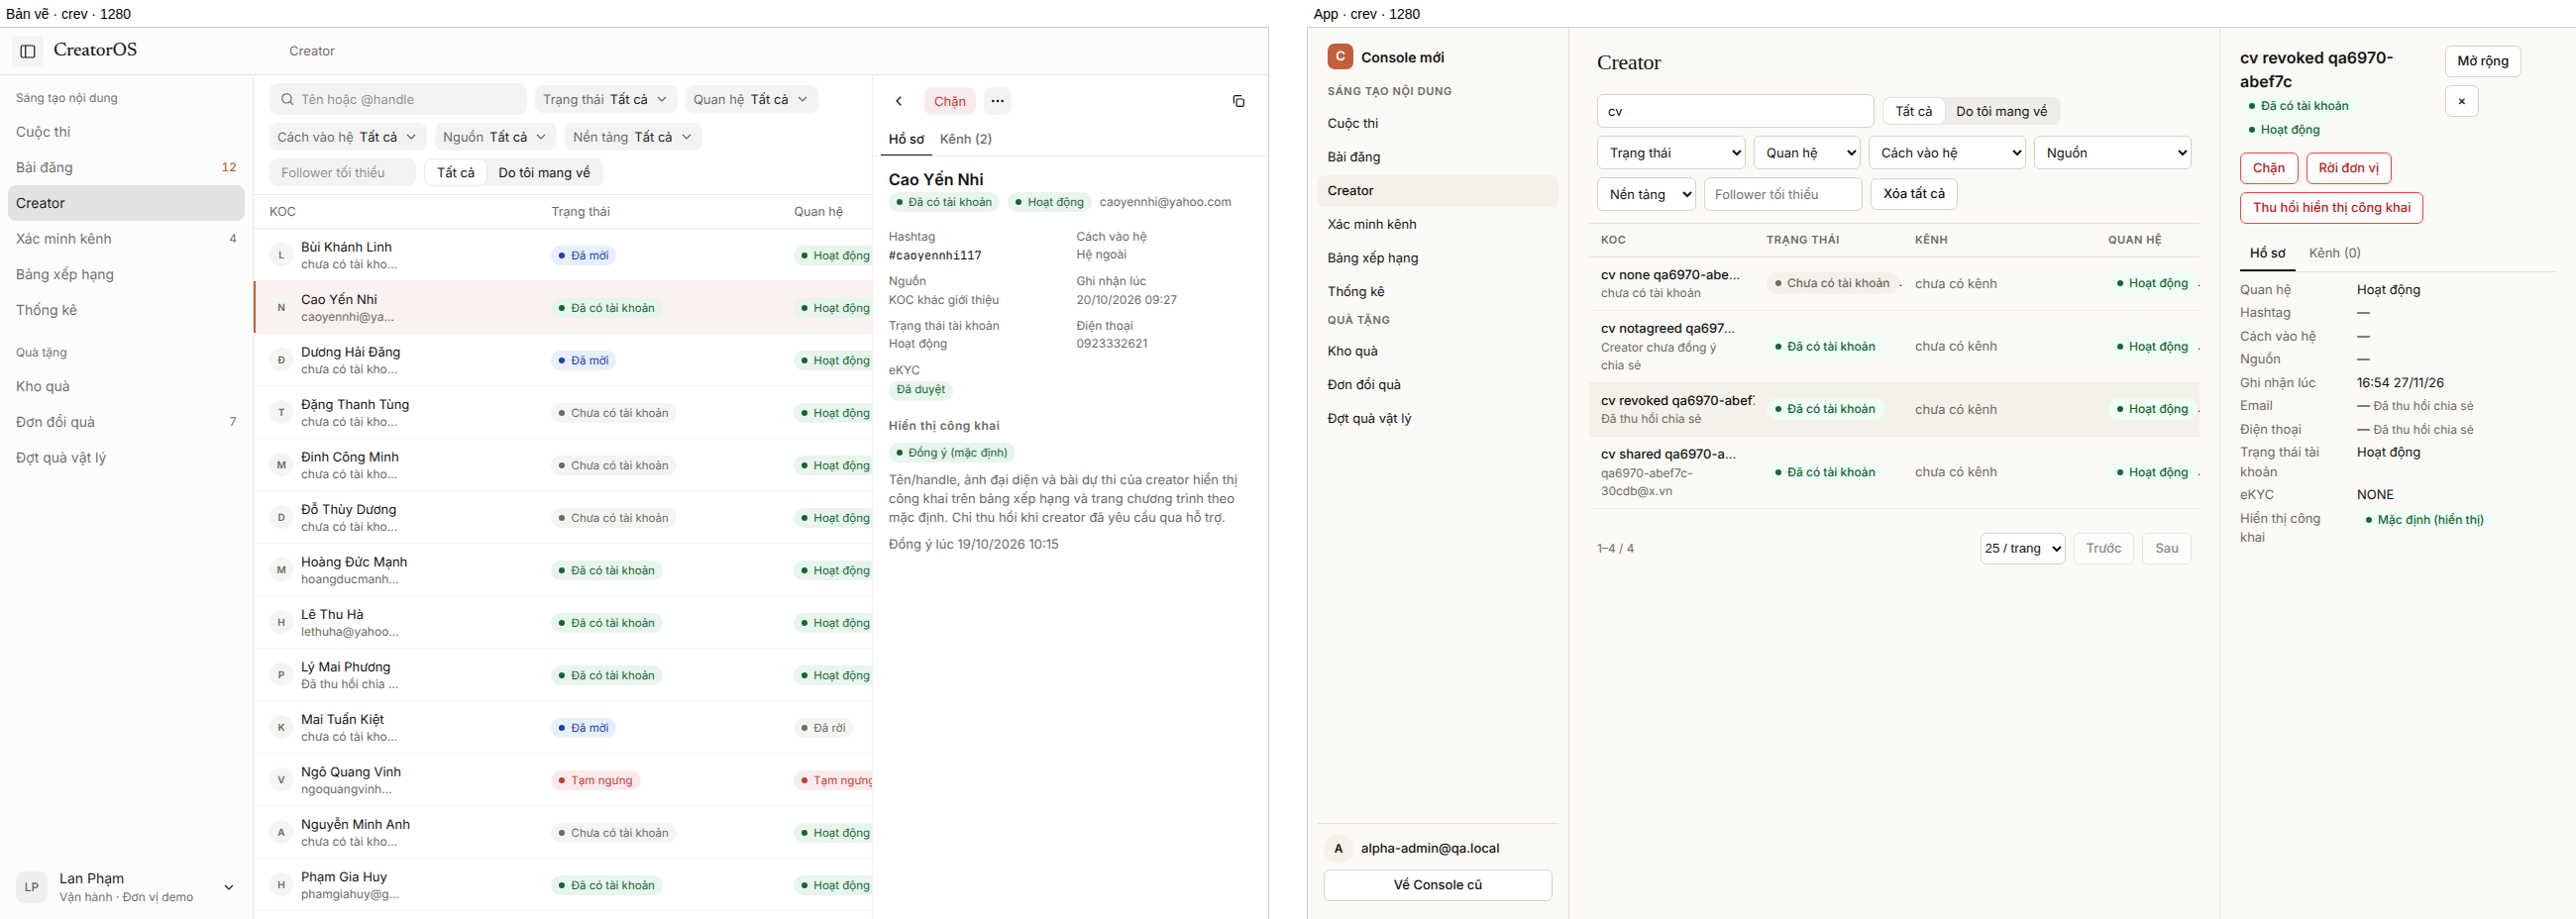 Bản vẽ · crev · 1280
CreatorOS
Creator
Sáng tạo nội dung
Cuộc thi
Bài đăng 12
Creator
Xác minh kênh 4
Bảng xếp hạng
Thống kê
Quà tặng
Kho quà
Đơn đổi quà 7
Đợt quà vật lý
LP
Lan Phạm
Vận hành · Đơn vị demo
Tên hoặc @handle
Trạng thái Tất cả
Quan hệ Tất cả
Cách vào hệ Tất cả
Nguồn Tất cả
Nền tảng Tất cả
Follower tối thiểu
Tất cả
Do tôi mang về
KOC Trạng thái Quan hệ
L Bùi Khánh Linh Đã mời Hoạt động
chưa có tài kho...
N Cao Yến Nhi Đã có tài khoản Hoạt động
caoyennhi@ya...
Đ Dương Hải Đăng Đã mời Hoạt động
chưa có tài kho...
T Đặng Thanh Tùng Chưa có tài khoản Hoạt động
chưa có tài kho...
M Đinh Công Minh Chưa có tài khoản Hoạt động
chưa có tài kho...
D Đỗ Thùy Dương Chưa có tài khoản Hoạt động
chưa có tài kho...
M Hoàng Đức Mạnh Đã có tài khoản Hoạt động
hoangducmanh...
H Lê Thu Hà Đã có tài khoản Hoạt động
lethuha@yahoo...
P Lý Mai Phương Đã có tài khoản Hoạt động
Đã thu hồi chia ...
K Mai Tuấn Kiệt Đã mời Đã rời
chưa có tài kho...
V Ngô Quang Vinh Tạm ngưng Tạm ngưng
ngoquangvinh...
A Nguyễn Minh Anh Chưa có tài khoản Hoạt động
chưa có tài kho...
H Phạm Gia Huy Đã có tài khoản Hoạt động
phamgiahuy@g...
Chặn
Hồ sơ Kênh (2)
Cao Yến Nhi
Đã có tài khoản Hoạt động caoyennhi@yahoo.com
Hashtag Cách vào hệ
#caoyennhi117 Hệ ngoài
Nguồn Ghi nhận lúc
KOC khác giới thiệu 20/10/2026 09:27
Trạng thái tài khoản Điện thoại
Hoạt động 0923332621
eKYC
Đã duyệt
Hiển thị công khai
Đồng ý (mặc định)
Tên/handle, ảnh đại diện và bài dự thi của creator hiển thị
công khai trên bảng xếp hạng và trang chương trình theo
mặc định. Chỉ thu hồi khi creator đã yêu cầu qua hỗ trợ.
Đồng ý lúc 19/10/2026 10:15
App · crev · 1280
C Console mới
SÁNG TẠO NỘI DUNG
Cuộc thi
Bài đăng
Creator
Xác minh kênh
Bảng xếp hạng
Thống kê
QUÀ TẶNG
Kho quà
Đơn đổi quà
Đợt quà vật lý
A alpha-admin@qa.local
Về Console cũ
Creator
cv
Tất cả
Do tôi mang về
Trạng thái
Quan hệ
Cách vào hệ
Nguồn
Nền tảng
Follower tối thiểu
Xóa tất cả
KOC TRẠNG THÁI KÊNH QUAN HỆ
cv none qa6970-abe... Chưa có tài khoản . chưa có kênh Hoạt động .
chưa có tài khoản
cv notagreed qa697... Đã có tài khoản chưa có kênh Hoạt động .
Creator chưa đồng ý
chia sẻ
cv revoked qa6970-abef7 Đã có tài khoản chưa có kênh Hoạt động .
Đã thu hồi chia sẻ
cv shared qa6970-a... Đã có tài khoản chưa có kênh Hoạt động .
qa6970-abef7c-
30cdb@x.vn
1–4 / 4
25 / trang
Trước
Sau
cv revoked qa6970-
abef7c
Mở rộng
×
Đã có tài khoản
Hoạt động
Chặn
Rời đơn vị
Thu hồi hiển thị công khai
Hồ sơ Kênh (0)
Quan hệ Hoạt động
Hashtag —
Cách vào hệ —
Nguồn —
Ghi nhận lúc 16:54 27/11/26
Email — Đã thu hồi chia sẻ
Điện thoại — Đã thu hồi chia sẻ
Trạng thái tài Hoạt động
khoản
eKYC NONE
Hiển thị công Mặc định (hiển thị)
khai